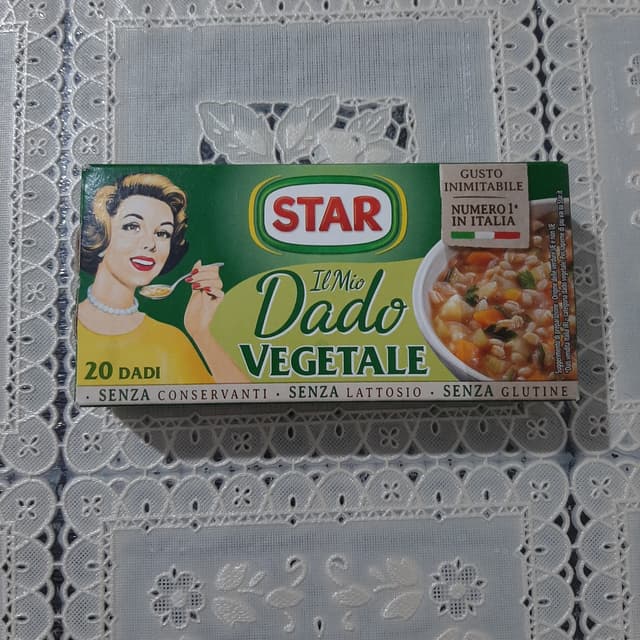 STAR
GUSTO
INIMITABILE
NUMERO 1*
IN ITALIA
Il Mio
Dado
VEGETALE
20 DADI
· SENZA CONSERVANTI · SENZA LATTOSIO · SENZA GLUTINE